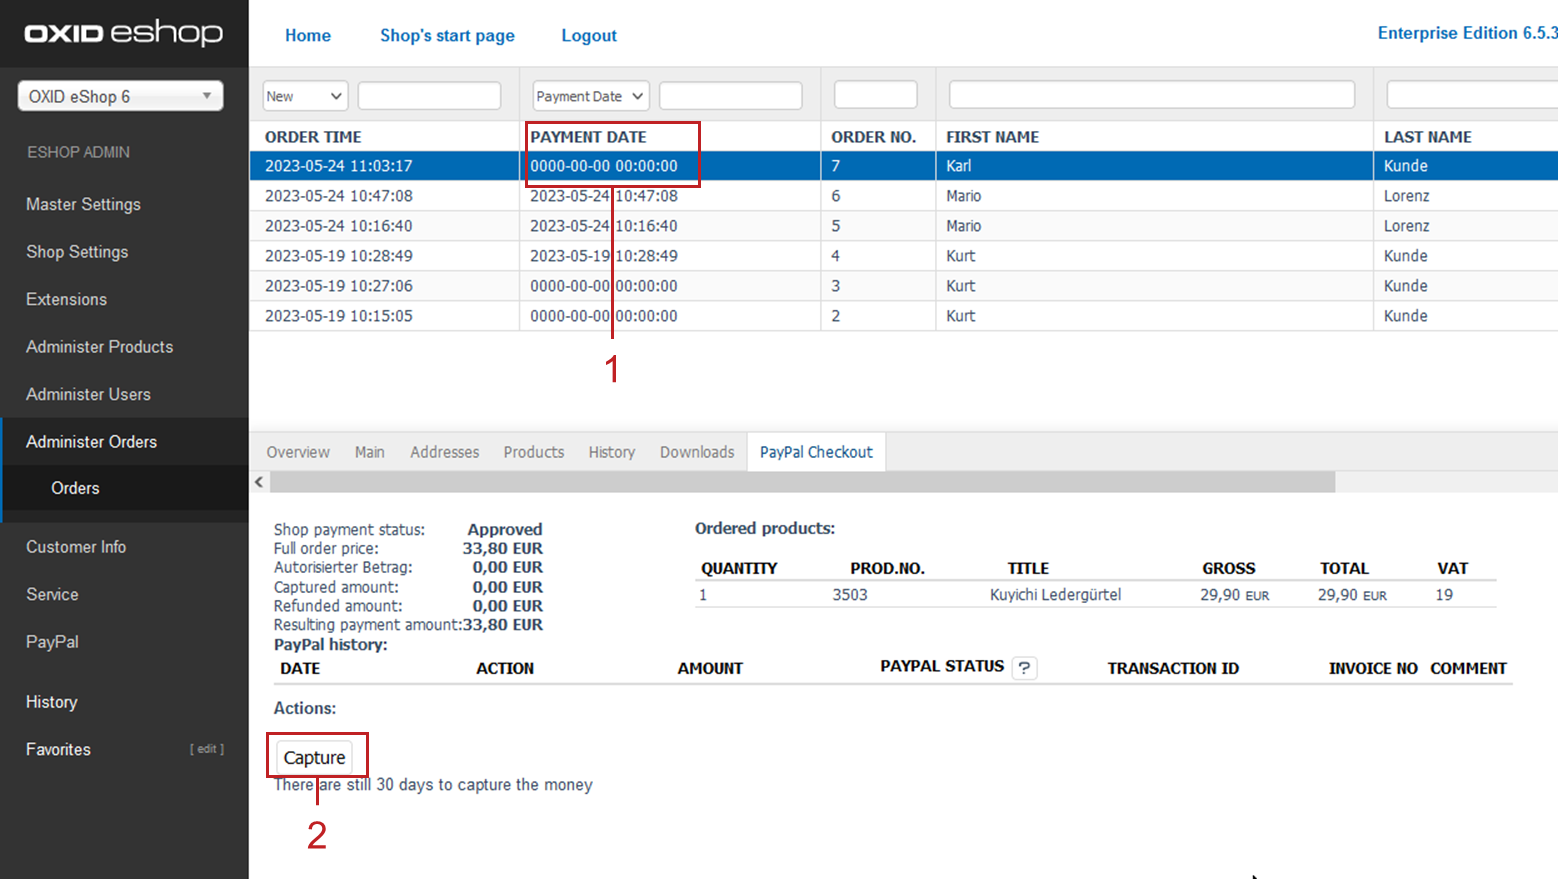 OXID eshop
Home Shop's start page Logout
Enterprise Edition 6.5.3
OXID eShop 6
ESHOP ADMIN
Master Settings
Shop Settings
Extensions
Administer Products
Administer Users
Administer Orders
Orders
Customer Info
Service
PayPal
History
Favorites [ edit ]
New Payment Date
ORDER TIME PAYMENT DATE ORDER NO. FIRST NAME LAST NAME
2023-05-24 11:03:17 0000-00-00 00:00:00 7 Karl Kunde
2023-05-24 10:47:08 2023-05-24 10:47:08 6 Mario Lorenz
2023-05-24 10:16:40 2023-05-24 10:16:40 5 Mario Lorenz
2023-05-19 10:28:49 2023-05-19 10:28:49 4 Kurt Kunde
2023-05-19 10:27:06 0000-00-00 00:00:00 3 Kurt Kunde
2023-05-19 10:15:05 0000-00-00 00:00:00 2 Kurt Kunde
1
Overview Main Addresses Products History Downloads PayPal Checkout
Shop payment status: Approved
Full order price: 33,80 EUR
Autorisierter Betrag: 0,00 EUR
Captured amount: 0,00 EUR
Refunded amount: 0,00 EUR
Resulting payment amount: 33,80 EUR
Ordered products:
QUANTITY PROD.NO. TITLE GROSS TOTAL VAT
1 3503 Kuyichi Ledergürtel 29,90 EUR 29,90 EUR 19
PayPal history:
DATE ACTION AMOUNT PAYPAL STATUS ? TRANSACTION ID INVOICE NO COMMENT
Actions:
Capture
There are still 30 days to capture the money
2